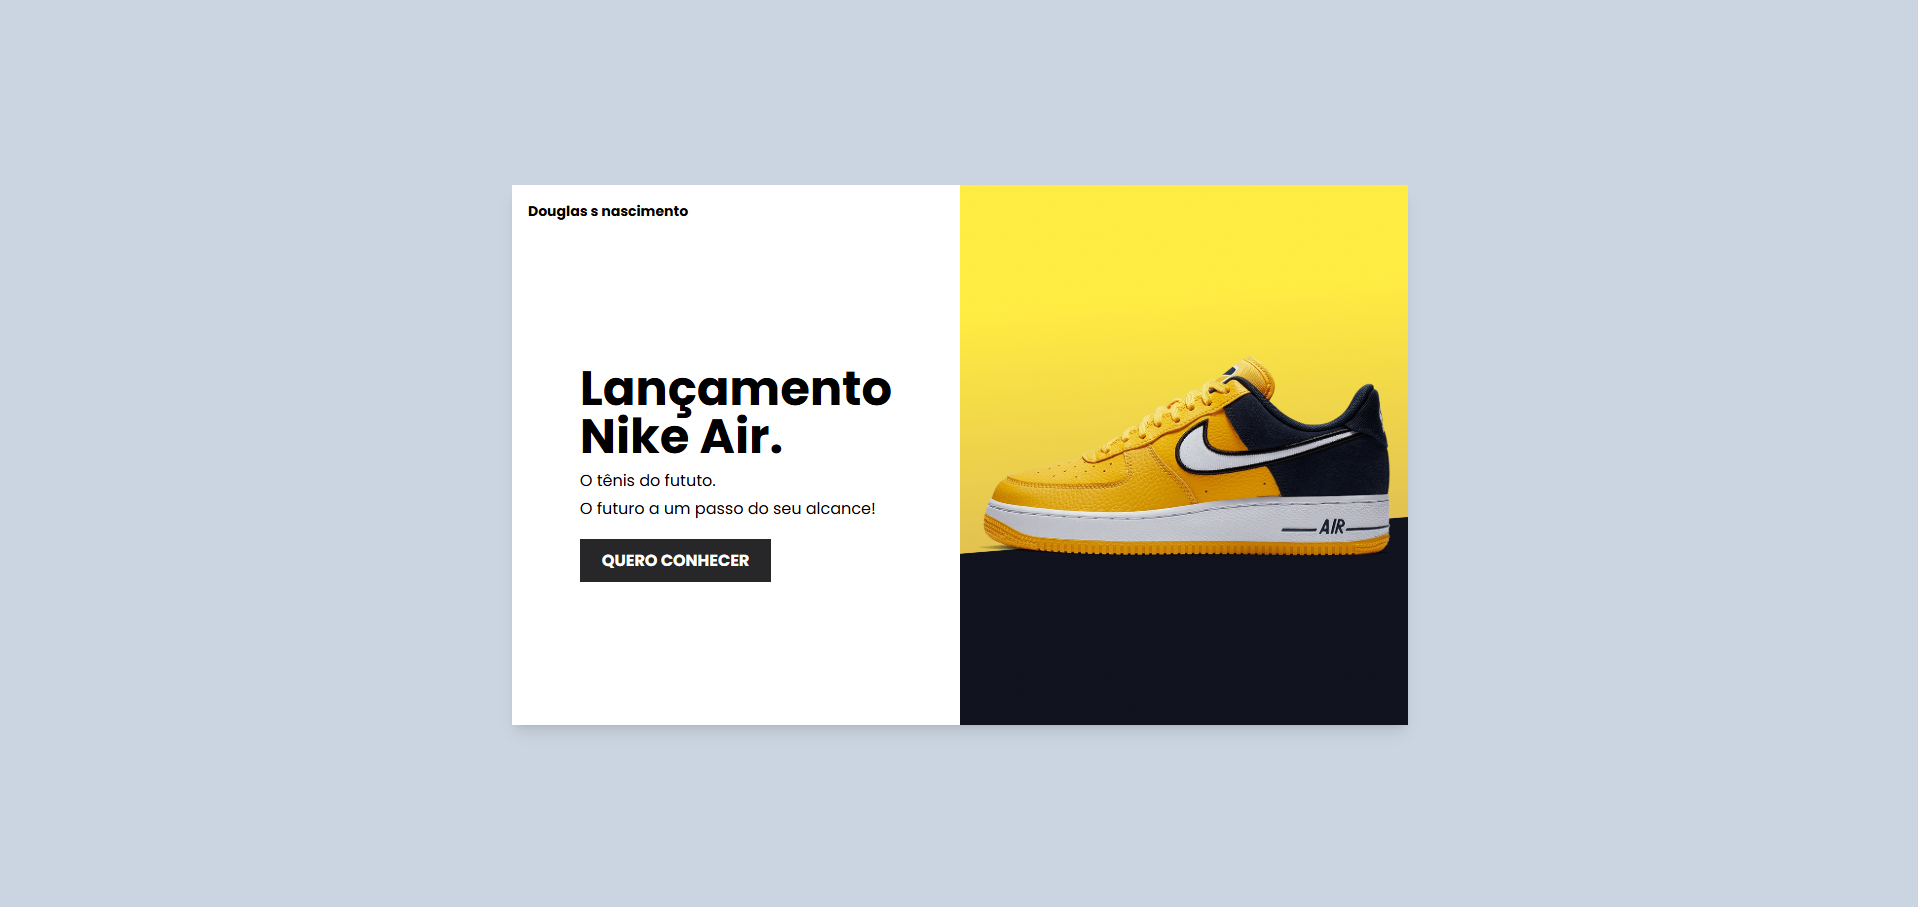 Douglas s nascimento
Lançamento
Nike Air.
O tênis do fututo.
O futuro a um passo do seu alcance!
QUERO CONHECER
AIR